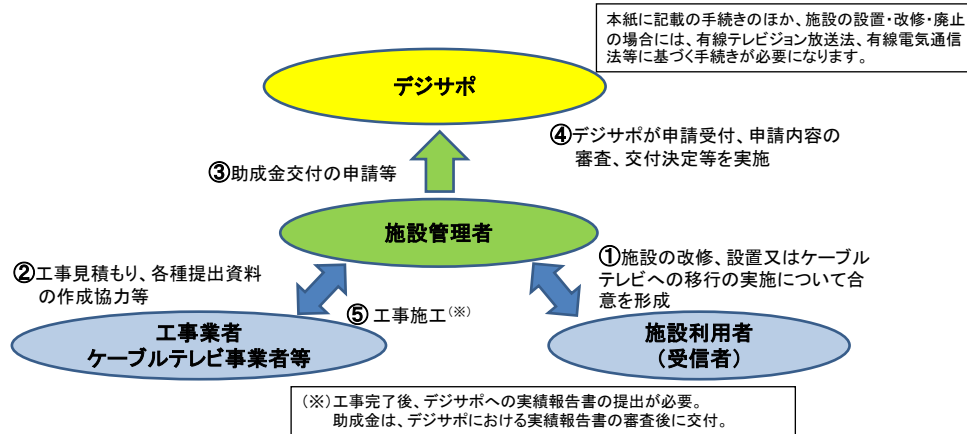 本紙に記載の手続きのほか、施設の設置・改修・廃止
の場合には、有線テレビジョン放送法、有線電気通信
法等に基づく手続きが必要になります。
デジサポ
④デジサポが申請受付、申請内容の
審査、交付決定等を実施
③助成金交付の申請等
施設管理者
①施設の改修、設置又はケーブル
テレビへの移行の実施について合
意を形成
②工事見積もり、各種提出資料
の作成協力等
⑤ 工事施工(※)
工事業者
ケーブルテレビ事業者等
施設利用者
(受信者)
(※)工事完了後、デジサポへの実績報告書の提出が必要。
助成金は、デジサポにおける実績報告書の審査後に交付。